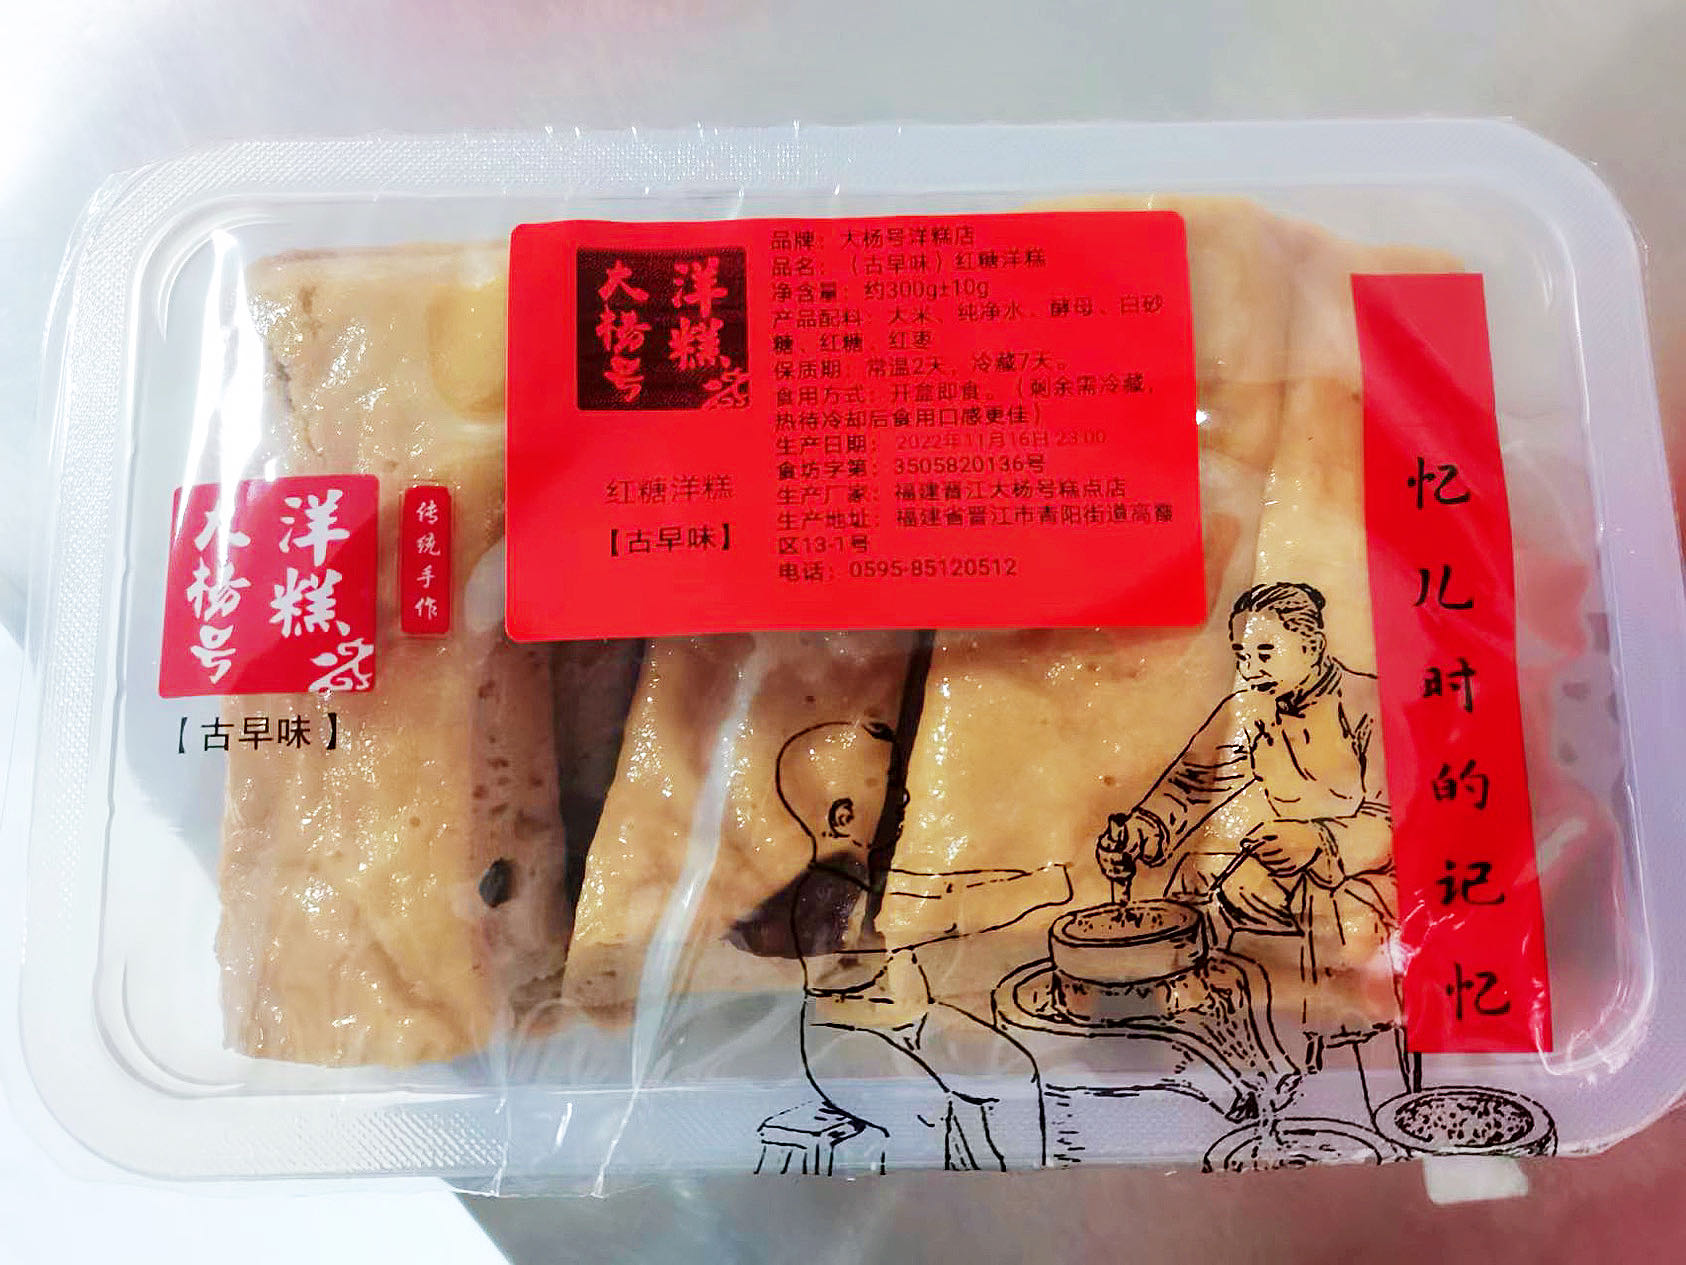 大杨号
洋糕
红糖洋糕
【古早味】
品牌：大杨号洋糕店
品名：（古早味）红糖洋糕
净含量：约300g±10g
产品配料：大米、纯净水、酵母、白砂
糖、红糖、红枣
保质期：常温2天，冷藏7天。
食用方式：开盒即食。（剩余需冷藏，
热待冷却后食用口感更佳）
生产日期：2022年11月16日 23:00
食坊字第：3505820136号
生产厂家：福建晋江大杨号糕点店
生产地址：福建省晋江市青阳街道高霞
区13-1号
电话：0595-85120512
大杨号
洋糕
传统手作
【古早味】
忆儿时的记忆